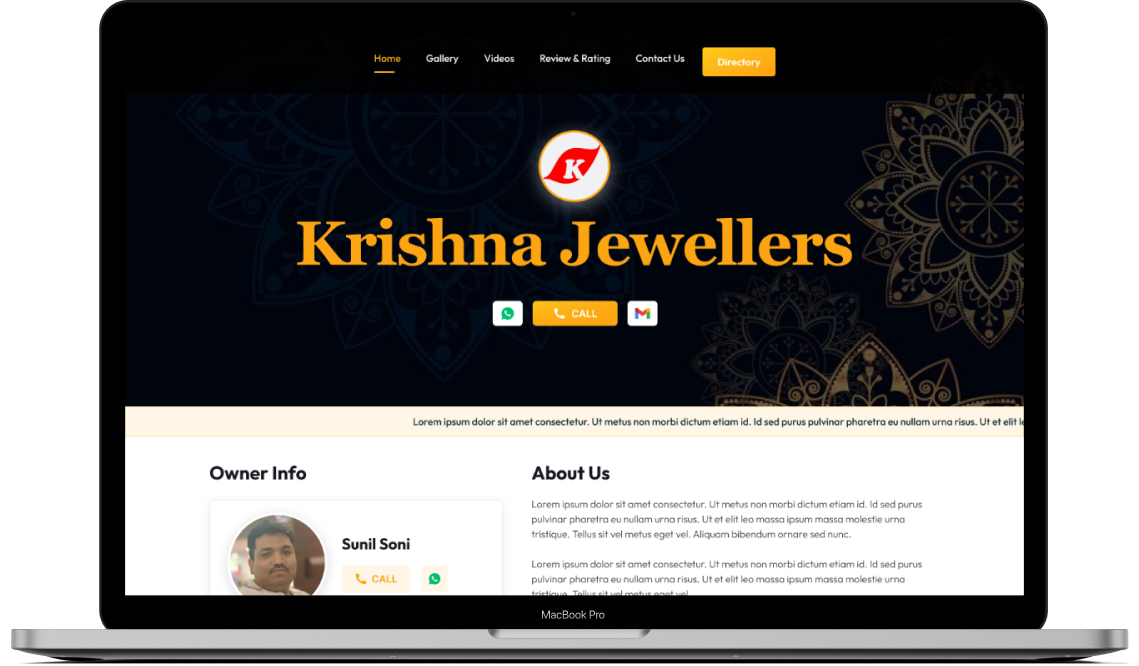 Home Gallery Videos Review & Rating Contact Us Directory
K
Krishna Jewellers
CALL
Lorem ipsum dolor sit amet consectetur. Ut metus non morbi dictum etiam id. Id sed purus pulvinar pharetra eu nullam urna risus. Ut et elit
Owner Info
Sunil Soni
CALL
About Us
Lorem ipsum dolor sit amet consectetur. Ut metus non morbi dictum etiam id. Id sed purus
pulvinar pharetra eu nullam urna risus. Ut et elit leo massa ipsum massa molestie urna
tristique. Tellus sit vel metus eget vel. Aliquam bibendum ornare sed nunc.
Lorem ipsum dolor sit amet consectetur. Ut metus non morbi dictum etiam id. Id sed purus
pulvinar pharetra eu nullam urna risus. Ut et elit leo massa ipsum massa molestie urna
tristique. Tellus sit vel metus eget vel.
MacBook Pro